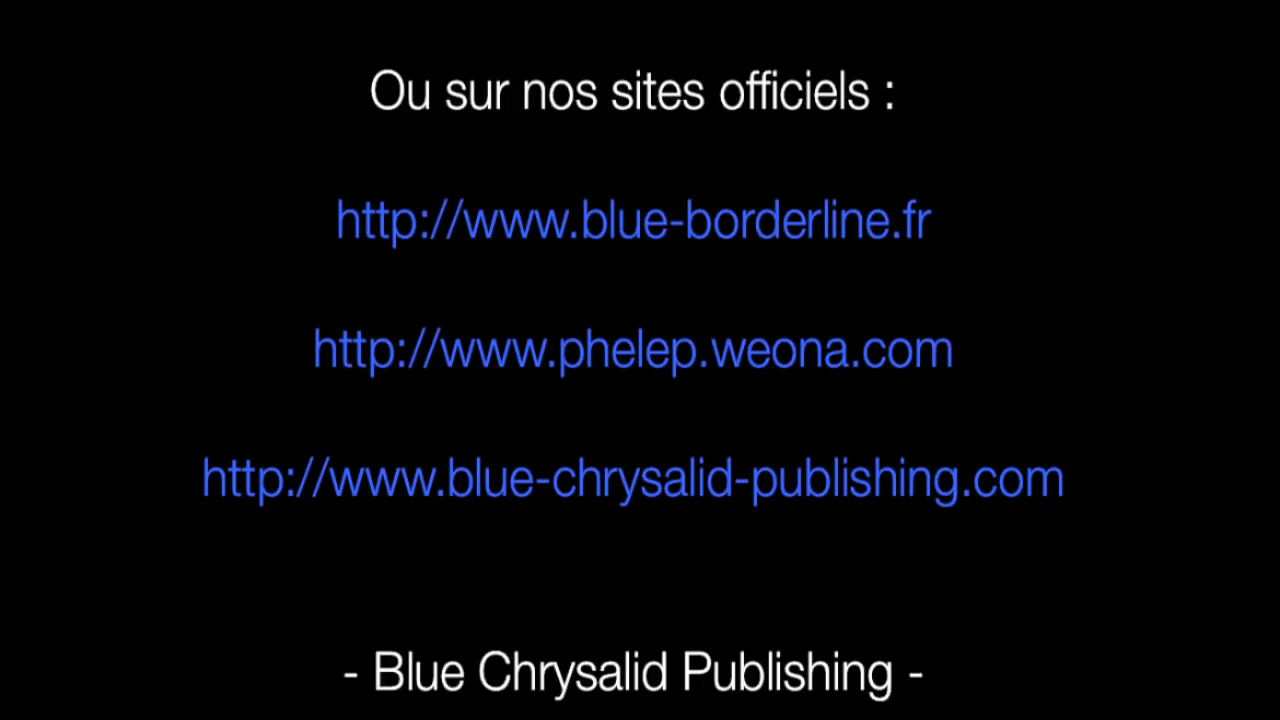 Ou sur nos sites officiels :
http://www.blue-borderline.fr
http://www.phelep.weona.com
http://www.blue-chrysalid-publishing.com
- Blue Chrysalid Publishing -